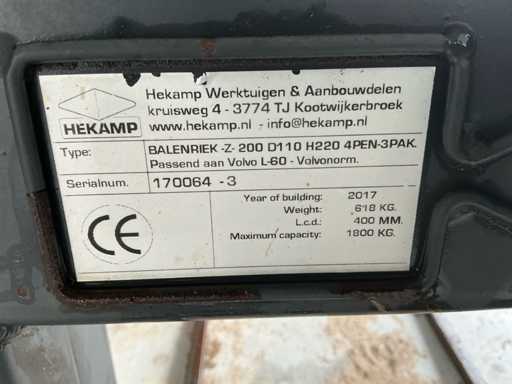 Hekamp Werktuigen & Aanbouwdelen
kruisweg 4 - 3774 TJ Kootwijkerbroek
www.hekamp.nl - info@hekamp.nl
HEKAMP
Type: BALENRIEK -Z- 200 D110 H220 4PEN-3PAK.
Passend aan Volvo L-60 - Volvonorm.
Serialnum. 170064 - 3
Year of building: 2017
Weight: 618 KG.
L.c.d.: 400 MM.
Maximum capacity: 1800 KG.
CE